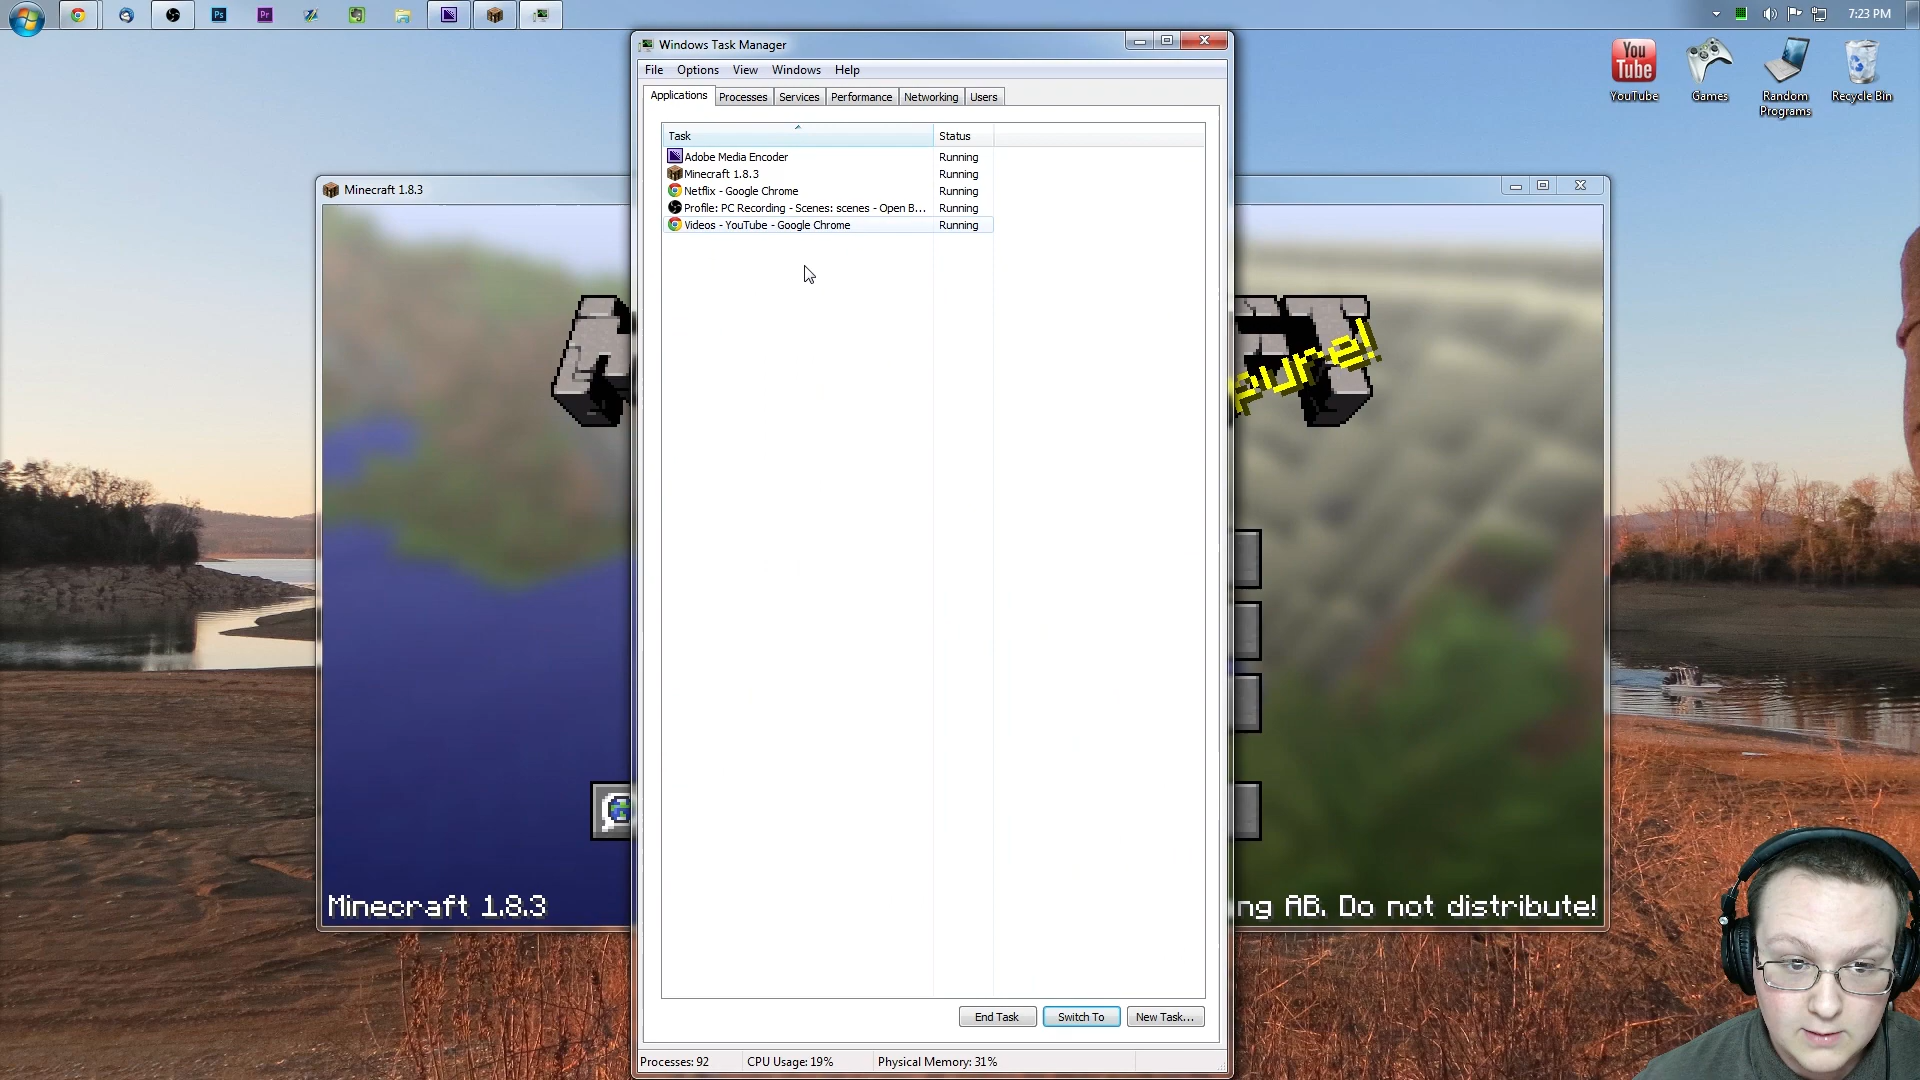 Ps
Pr
7:23 PM
Windows Task Manager
File Options View Windows Help
Applications Processes Services Performance Networking Users
Task Status
Adobe Media Encoder Running
Minecraft 1.8.3 Running
Netflix - Google Chrome Running
Profile: PC Recording - Scenes: scenes - Open B... Running
Videos - YouTube - Google Chrome Running
End Task Switch To New Task...
Processes: 92 CPU Usage: 19% Physical Memory: 31%
Minecraft 1.8.3
Minecraft 1.8.3
ng AB. Do not distribute!
You
Tube
YouTube
Games
Random
Programs
Recycle Bin